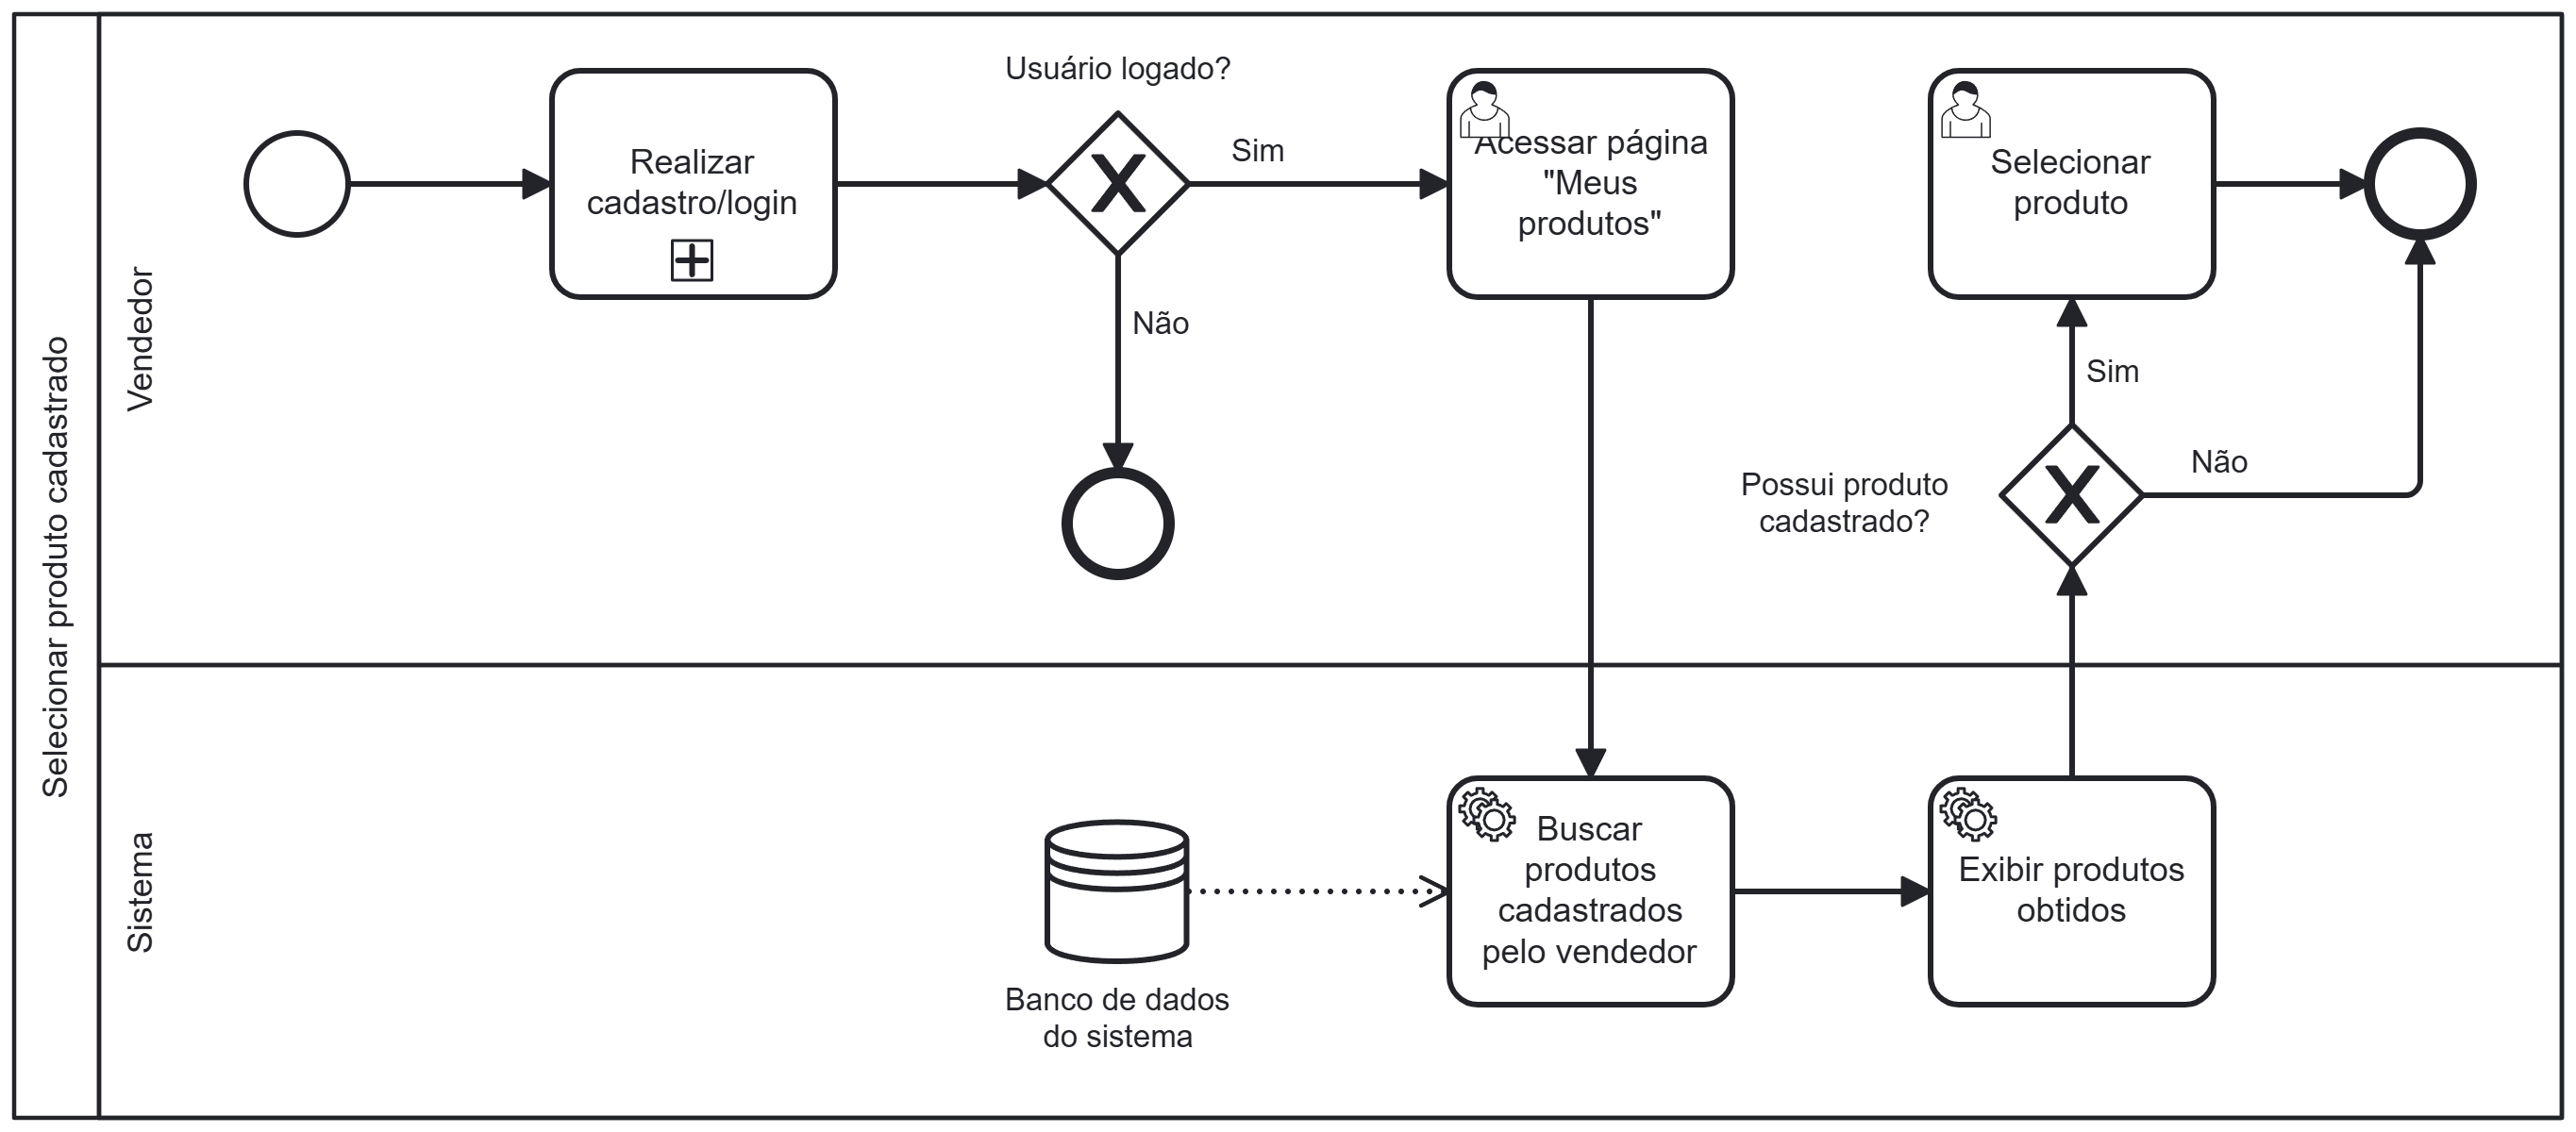 Selecionar produto cadastrado
Vendedor
Realizar
cadastro/login
Usuário logado?
Sim
Não
Acessar página
"Meus
produtos"
Selecionar
produto
Sim
Não
Possui produto
cadastrado?
Sistema
Banco de dados
do sistema
Buscar
produtos
cadastrados
pelo vendedor
Exibir produtos
obtidos